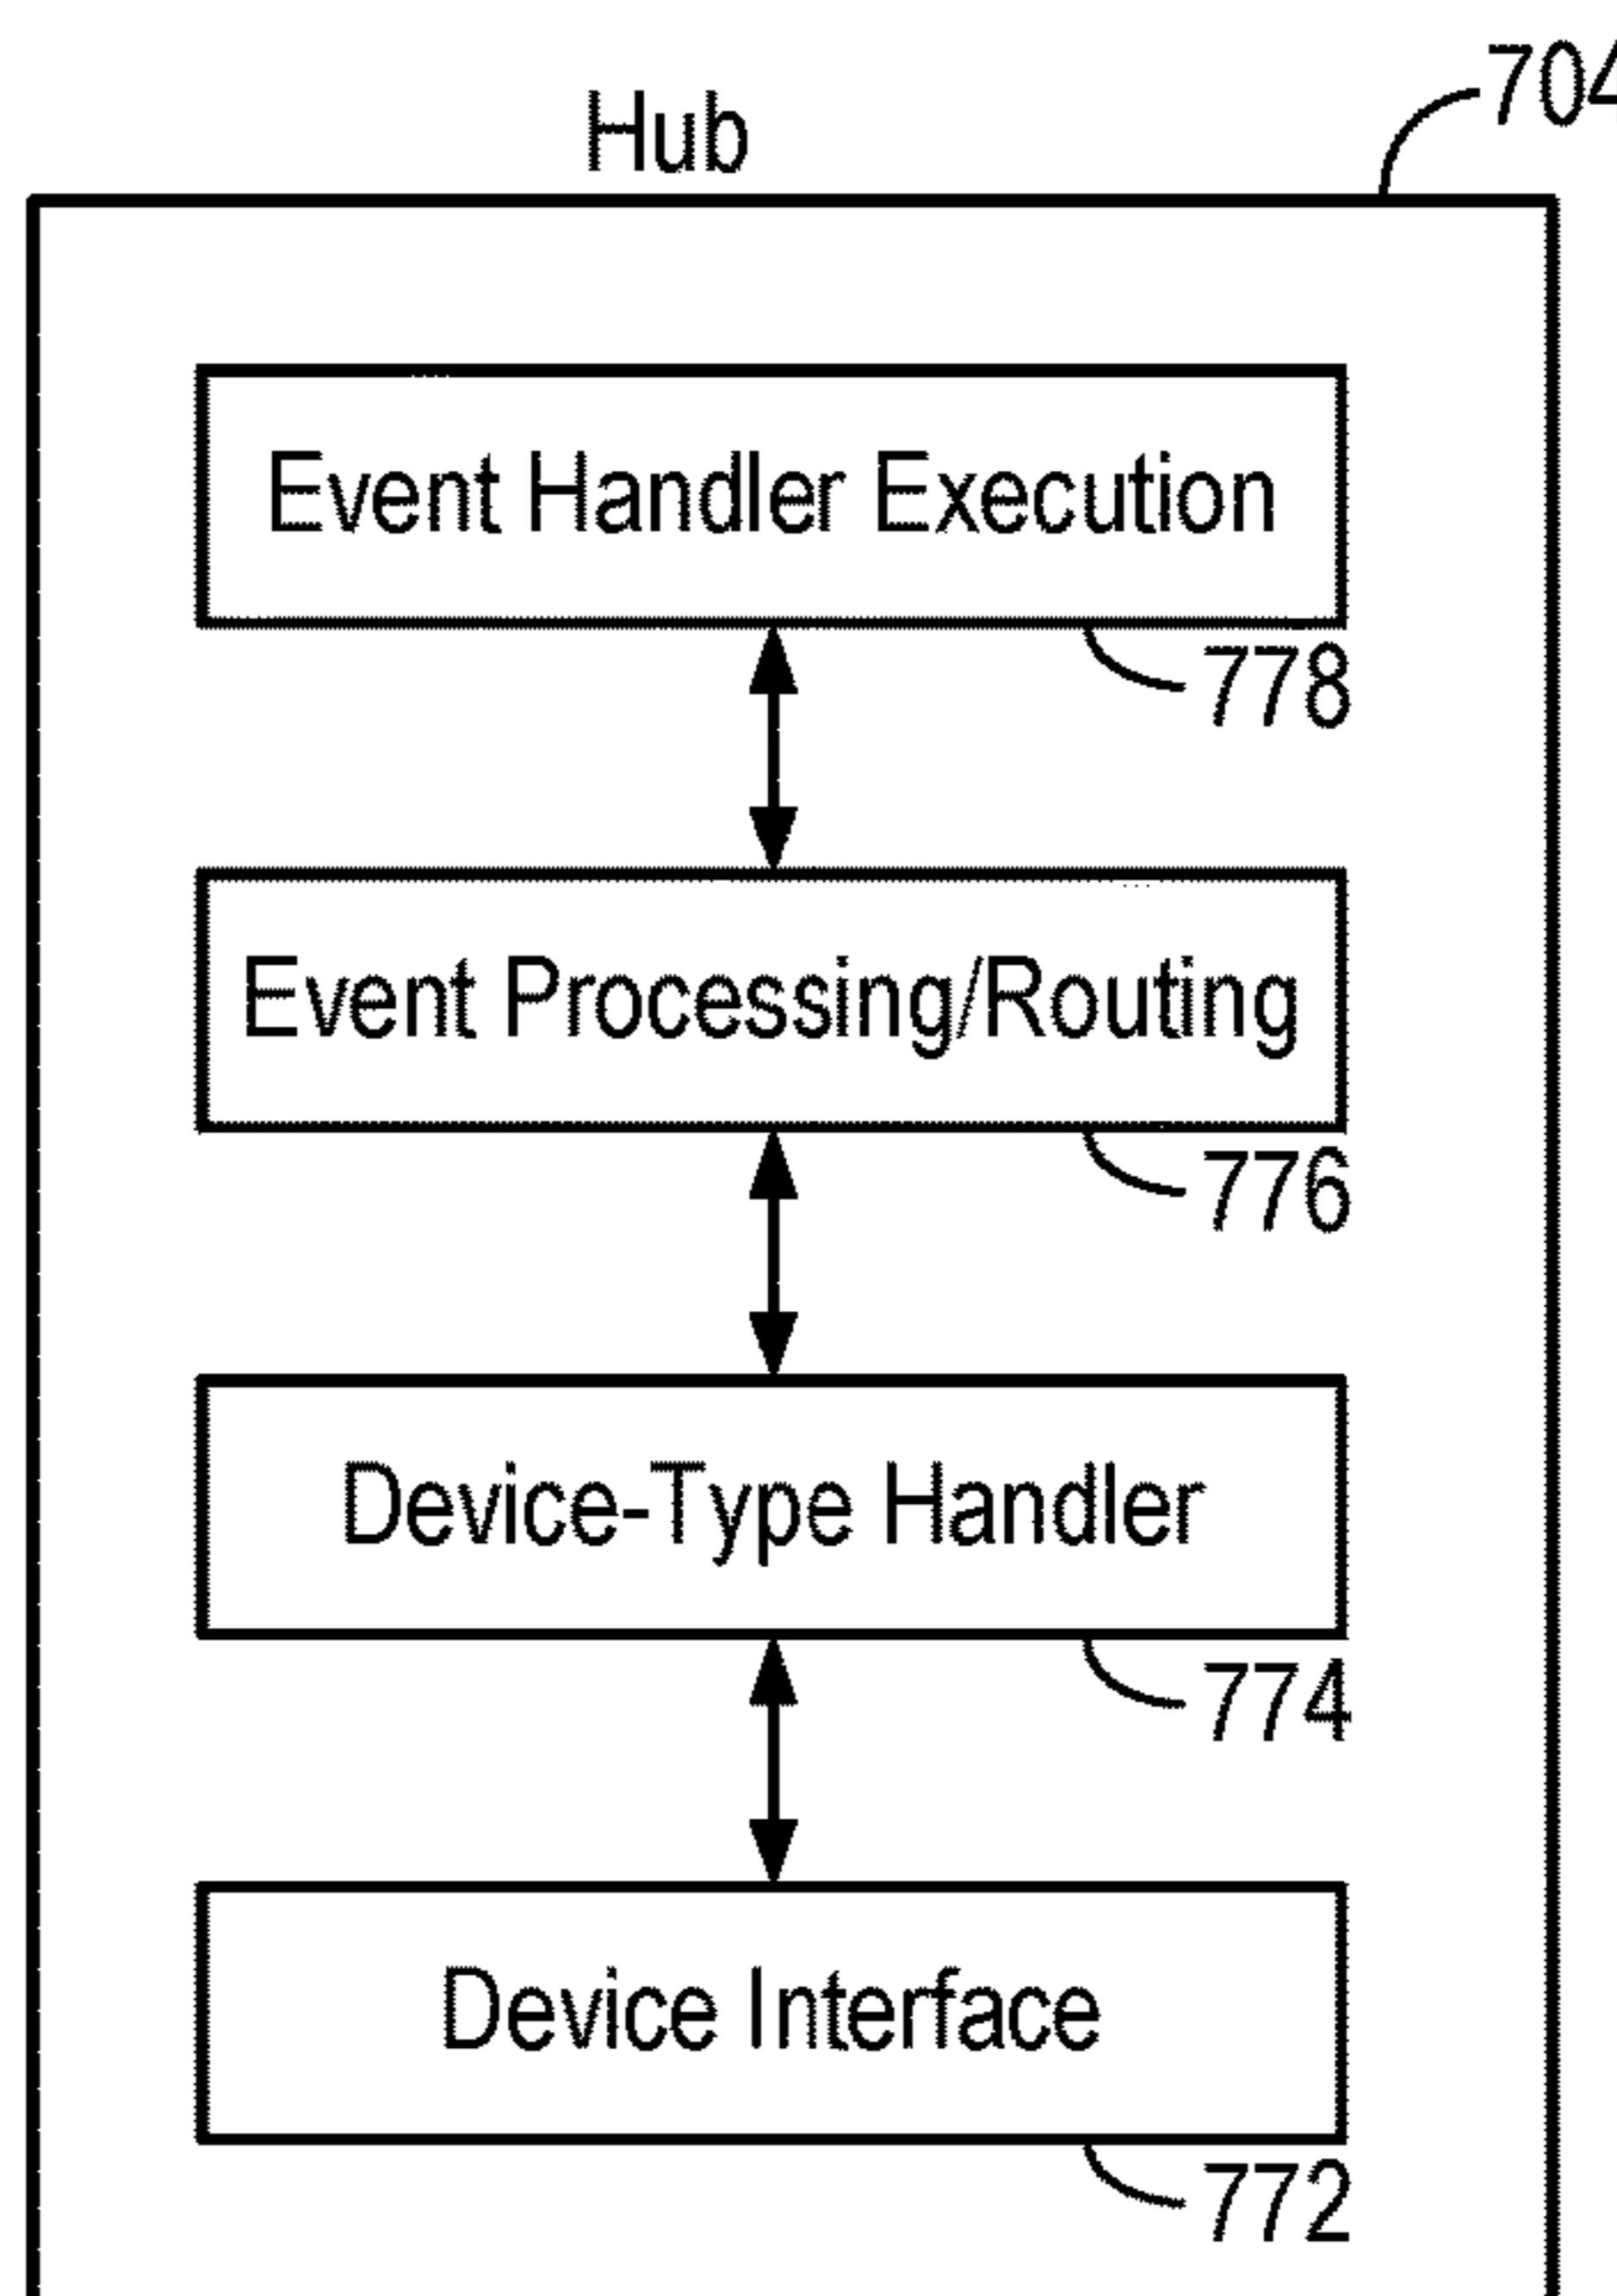 704
Hub
Event Handler Execution
778
Event Processing/Routing
776
Device-Type Handler
774
Device Interface
772